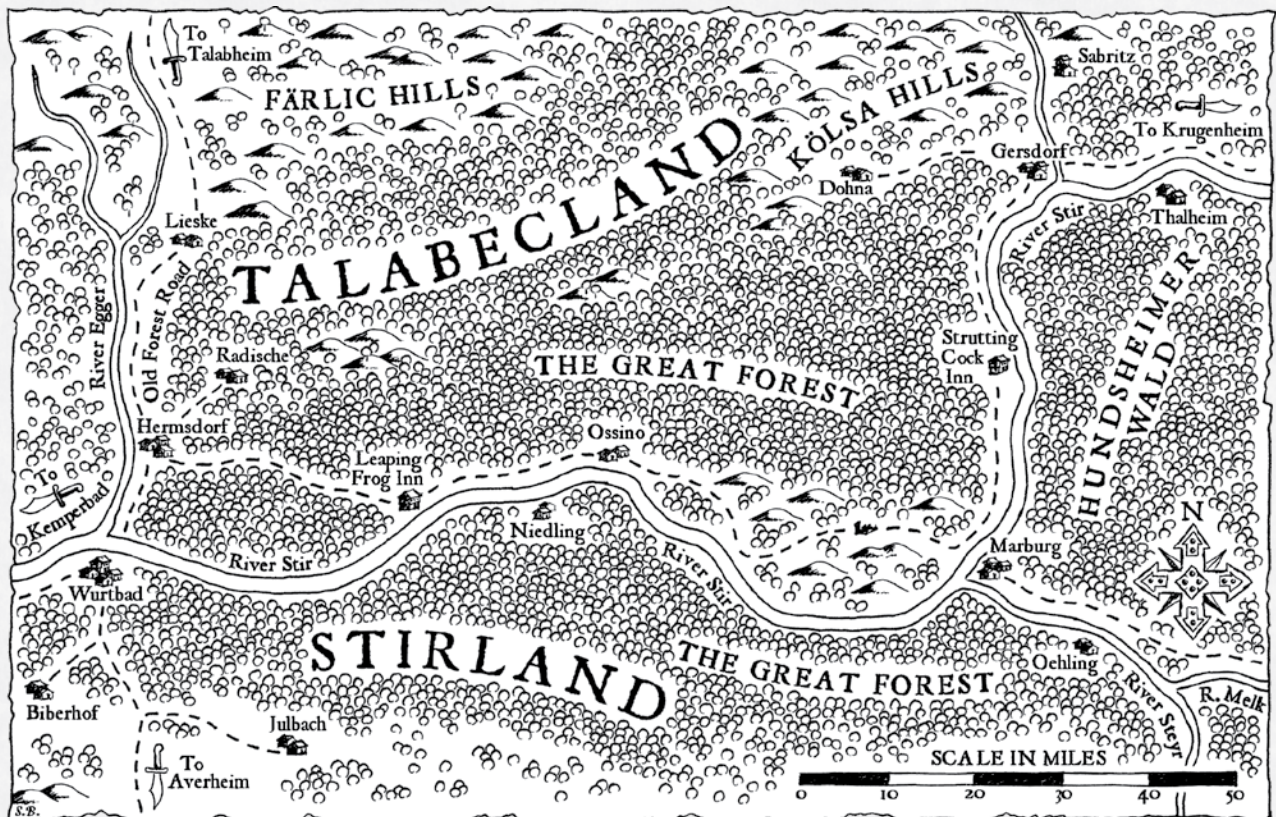 To
Talabheim
FÄRLIC HILLS
KÖLSA HILLS
Sabritz
To Krugenheim
Gersdorf
Dohna
Thalheim
River Stir
Lieske
TALABECLAND
River Egger
Old Forest Road
Radische
THE GREAT FOREST
Strutting
Cock
Inn
HUNDSHEIMER
WALD
Hermsdorf
Leaping
Frog Inn
Ossino
To
Kemperbad
Niedling
N
River Stir
River Stir
Marburg
Wurtbad
STIRLAND
THE GREAT FOREST
Oehling
River Steyr
R. Melk
Biberhof
Julbach
To
Averheim
SCALE IN MILES
0 10 20 30 40 50
S.B.